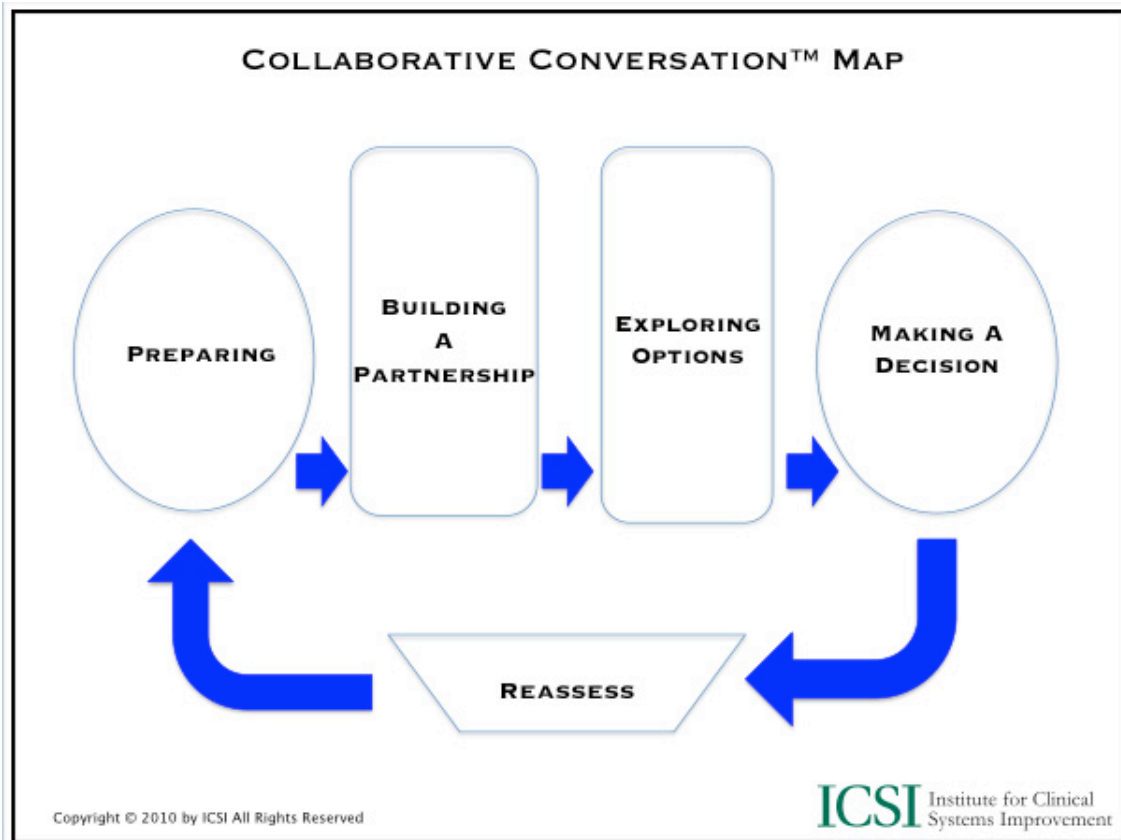 COLLABORATIVE CONVERSATION™ MAP
PREPARING
BUILDING
A
PARTNERSHIP
EXPLORING
OPTIONS
MAKING A
DECISION
REASSESS
Copyright © 2010 by ICSI All Rights Reserved
ICSI Institute for Clinical
Systems Improvement